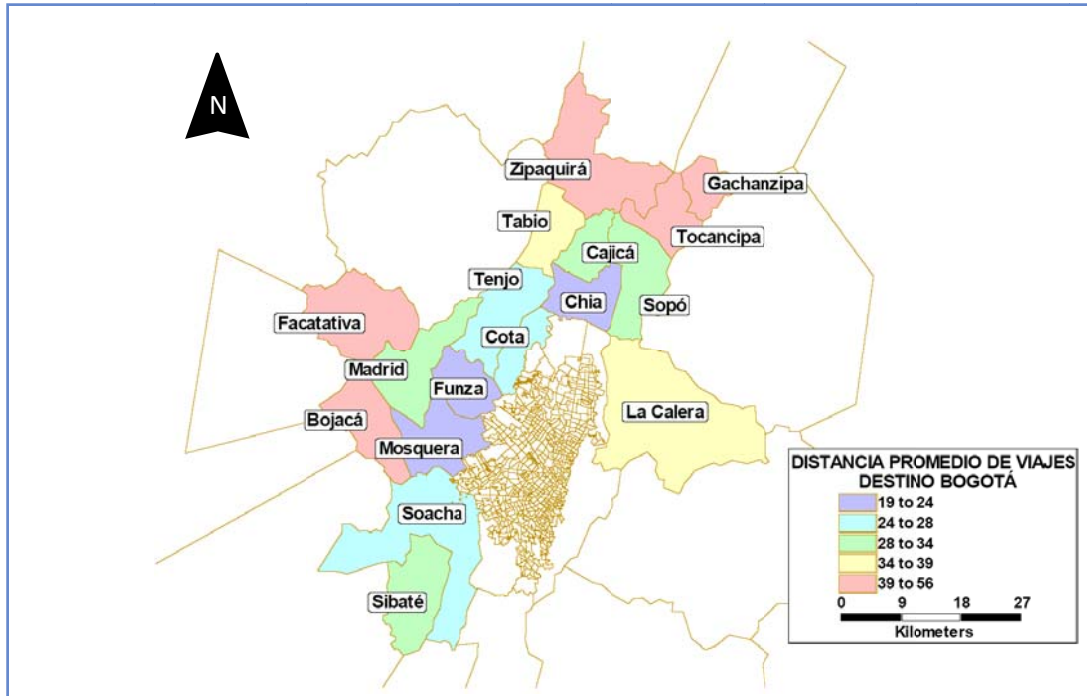 N
Zipaquirá
Gachanzipa
Tabio
Tocancipa
Cajicá
Tenjo
Chia
Sopó
Facatativa
Cota
Madrid
Funza
La Calera
Bojacá
Mosquera
Soacha
Sibaté
DISTANCIA PROMEDIO DE VIAJES
DESTINO BOGOTÁ
19 to 24
24 to 28
28 to 34
34 to 39
39 to 56
0 9 18 27
Kilometers